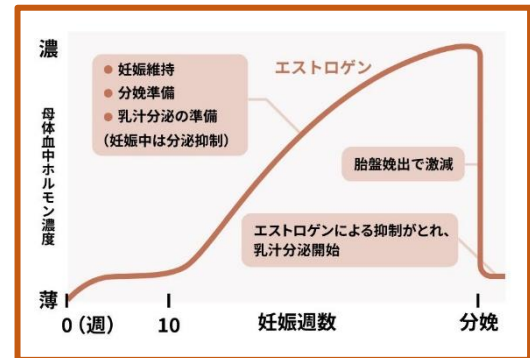 濃
母体血中ホルモン濃度
薄
● 妊娠維持
● 分娩準備
● 乳汁分泌の準備
（妊娠中は分泌抑制）
エストロゲン
胎盤娩出で激減
エストロゲンによる抑制がとれ、
乳汁分泌開始
0（週） 10 妊娠週数 分娩